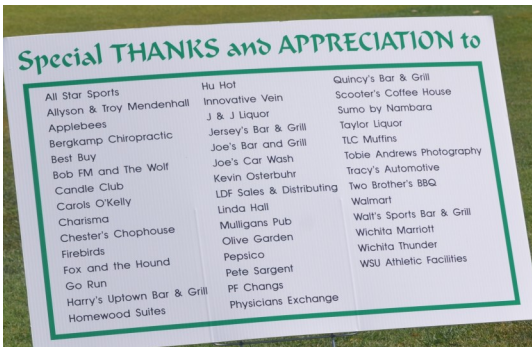 Special THANKS and APPRECIATION to
All Star Sports
Allyson & Troy Mendenhall
Applebees
Bergkamp Chiropractic
Best Buy
Bob FM and The Wolf
Candle Club
Carols O'Kelly
Charisma
Chester's Chophouse
Firebirds
Fox and the Hound
Go Run
Harry's Uptown Bar & Grill
Homewood Suites
Hu Hot
Innovative Vein
J & J Liquor
Jersey's Bar & Grill
Joe's Bar and Grill
Joe's Car Wash
Kevin Osterbuhr
LDF Sales & Distributing
Linda Hall
Mulligans Pub
Olive Garden
Pepsico
Pete Sargent
PF Changs
Physicians Exchange
Quincy's Bar & Grill
Scooter's Coffee House
Sumo by Nambara
Taylor Liquor
TLC Muffins
Tobie Andrews Photography
Tracy's Automotive
Two Brother's BBQ
Walmart
Walt's Sports Bar & Grill
Wichita Marriott
Wichita Thunder
WSU Athletic Facilities